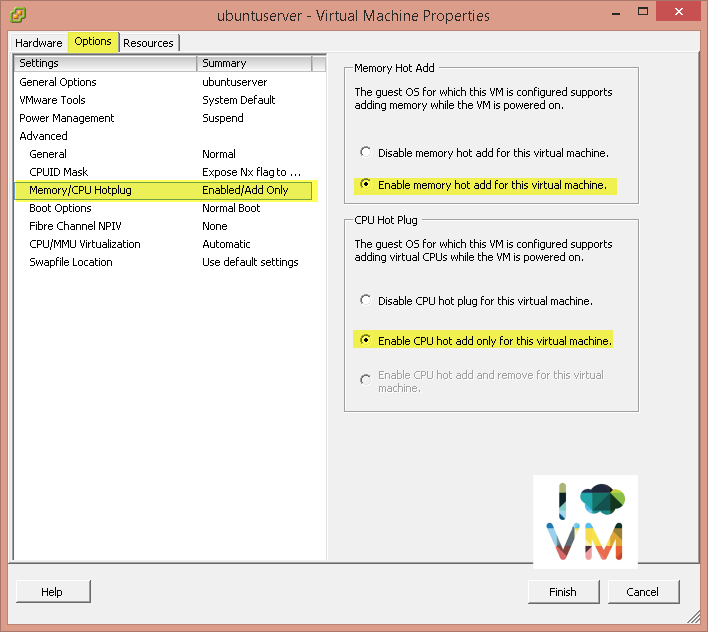 ubuntuserver - Virtual Machine Properties
Hardware Options Resources
Settings Summary
General Options ubuntuserver
VMware Tools System Default
Power Management Suspend
Advanced
General Normal
CPUID Mask Expose Nx flag to ...
Memory/CPU Hotplug Enabled/Add Only
Boot Options Normal Boot
Fibre Channel NPIV None
CPU/MMU Virtualization Automatic
Swapfile Location Use default settings
Memory Hot Add
The guest OS for which this VM is configured supports
adding memory while the VM is powered on.
Disable memory hot add for this virtual machine.
Enable memory hot add for this virtual machine.
CPU Hot Plug
The guest OS for which this VM is configured supports
adding virtual CPUs while the VM is powered on.
Disable CPU hot plug for this virtual machine.
Enable CPU hot add only for this virtual machine.
Enable CPU hot add and remove for this virtual
machine.
I
VM
Help Finish Cancel